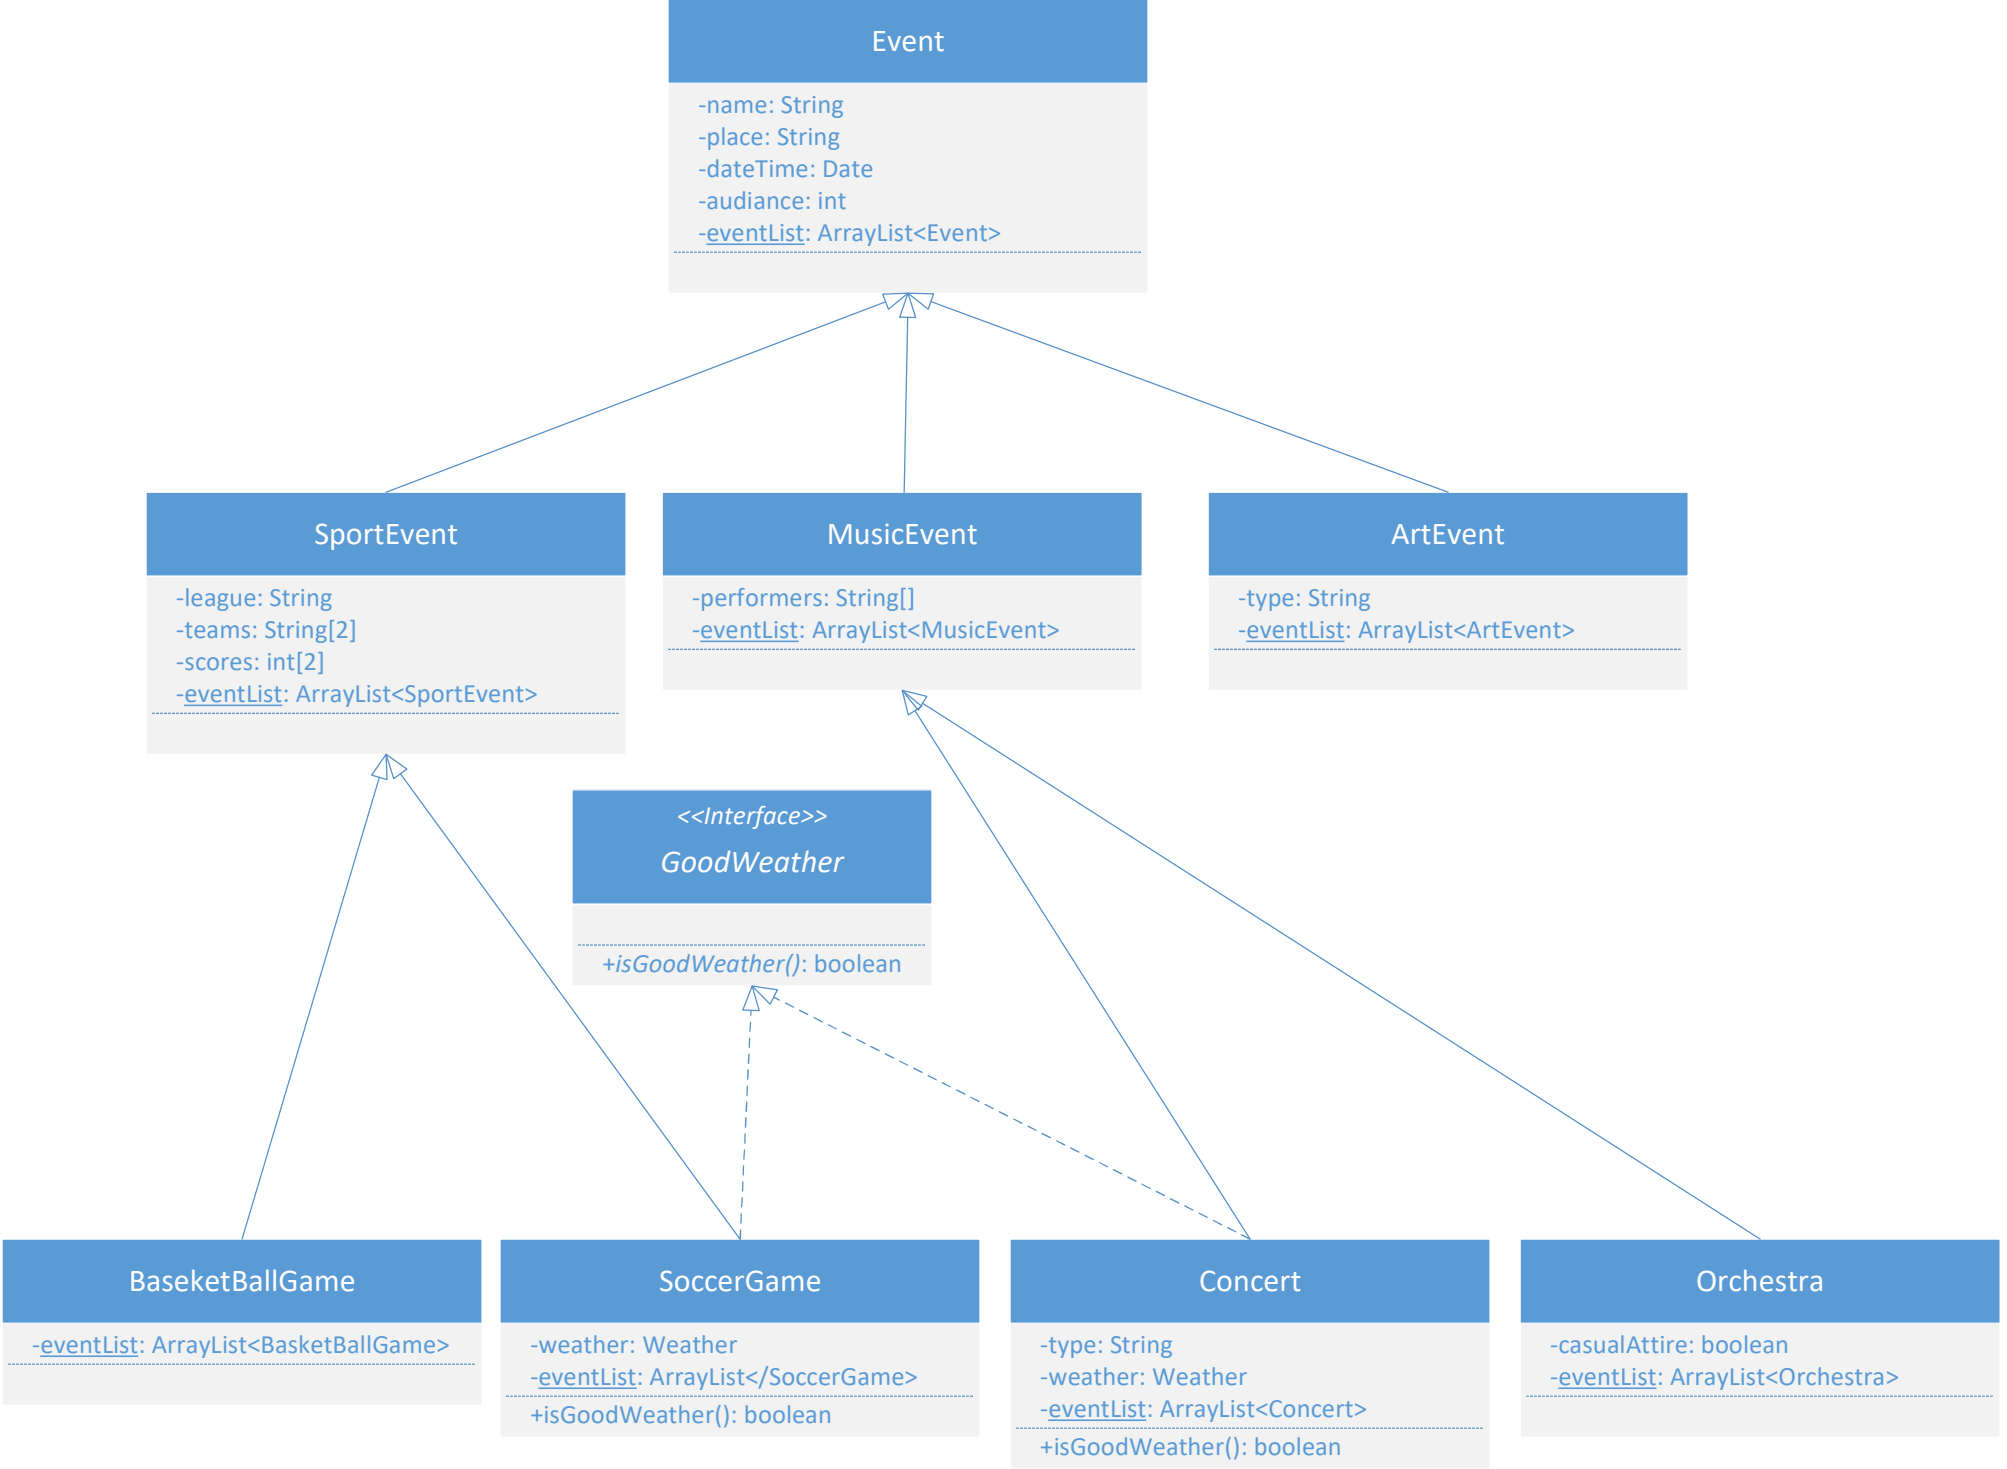 Event
-name: String
-place: String
-dateTime: Date
-audiance: int
-eventList: ArrayList<Event>
SportEvent
-league: String
-teams: String[2]
-scores: int[2]
-eventList: ArrayList<SportEvent>
MusicEvent
-performers: String[]
-eventList: ArrayList<MusicEvent>
ArtEvent
-type: String
-eventList: ArrayList<ArtEvent>
<<Interface>>
GoodWeather
+isGoodWeather(): boolean
BaseketBallGame
-eventList: ArrayList<BasketBallGame>
SoccerGame
-weather: Weather
-eventList: ArrayList</SoccerGame>
+isGoodWeather(): boolean
Concert
-type: String
-weather: Weather
-eventList: ArrayList<Concert>
+isGoodWeather(): boolean
Orchestra
-casualAttire: boolean
-eventList: ArrayList<Orchestra>